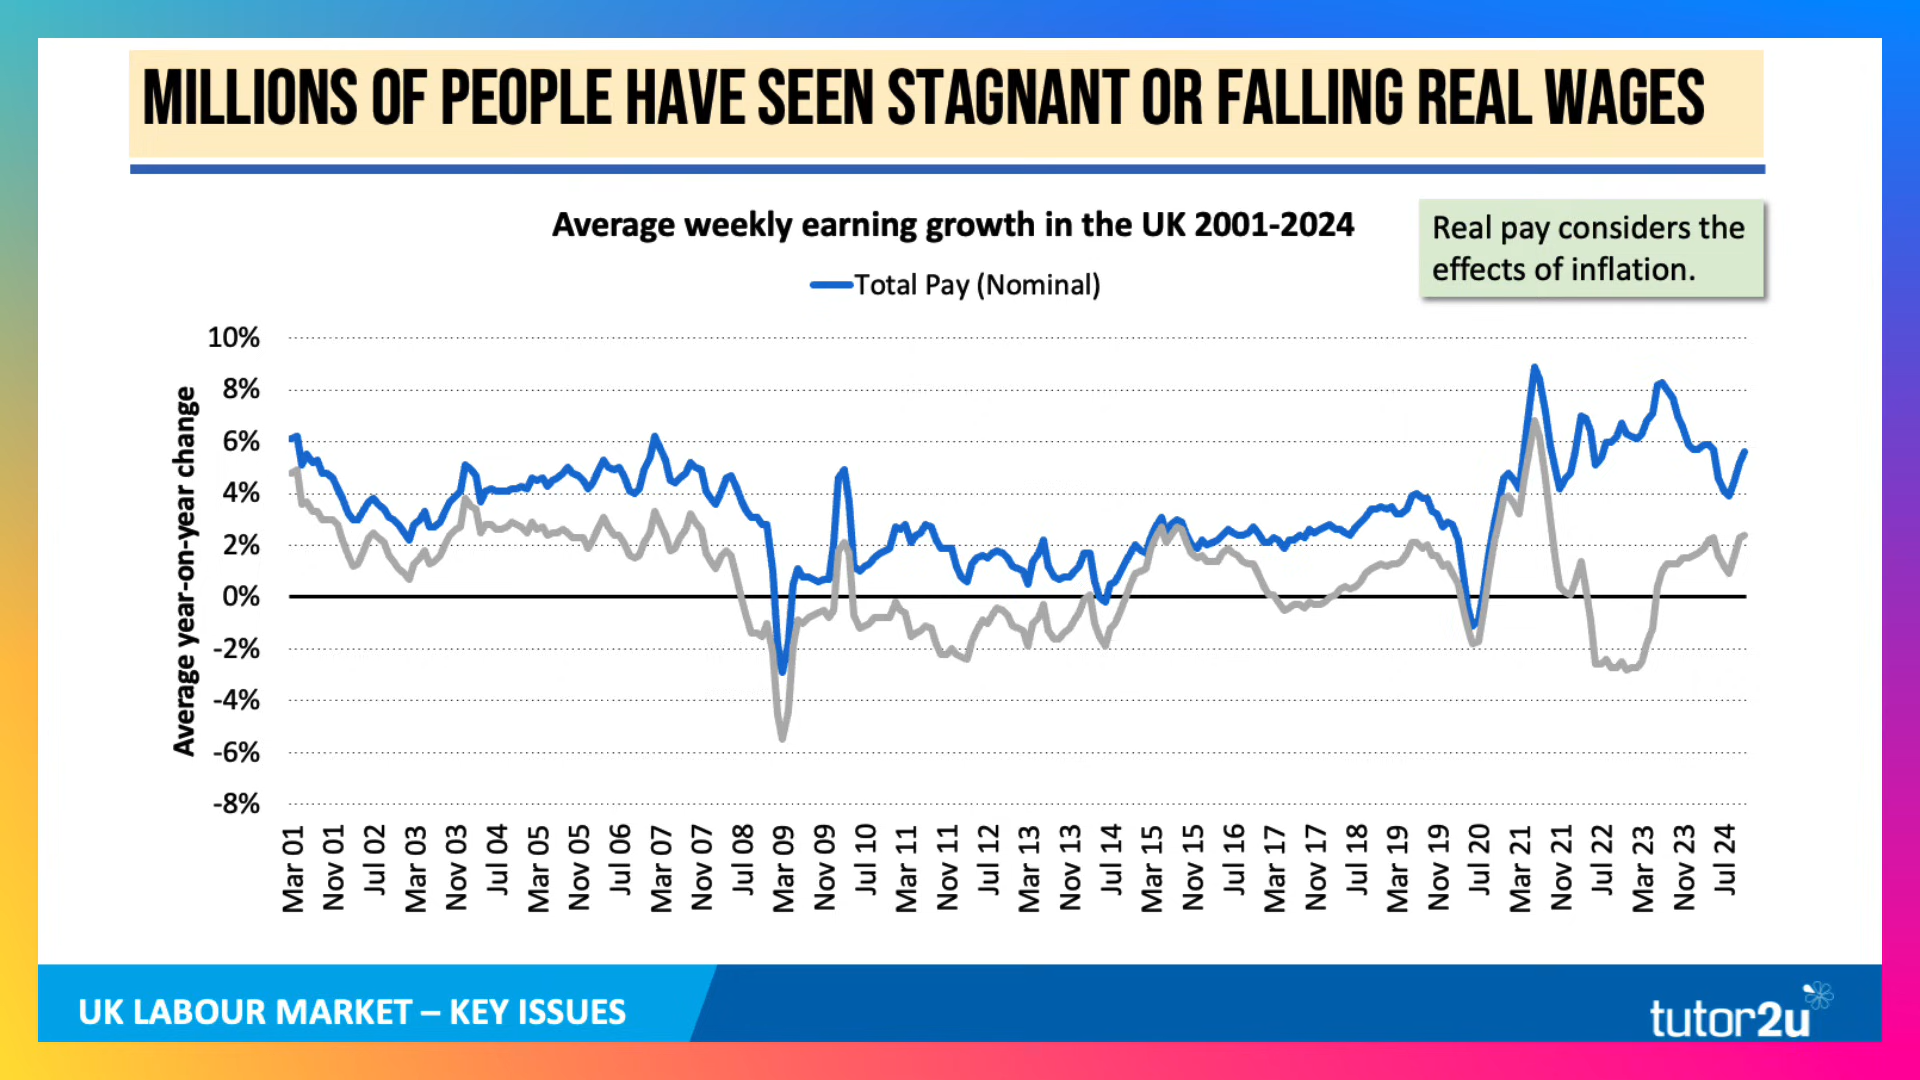 MILLIONS OF PEOPLE HAVE SEEN STAGNANT OR FALLING REAL WAGES
Average weekly earning growth in the UK 2001-2024
Total Pay (Nominal)
Real pay considers the
effects of inflation.
Average year-on-year change
10%
8%
6%
4%
2%
0%
-2%
-4%
-6%
-8%
Mar 01
Nov 01
Jul 02
Mar 03
Nov 03
Jul 04
Mar 05
Nov 05
Jul 06
Mar 07
Nov 07
Jul 08
Mar 09
Nov 09
Jul 10
Mar 11
Nov 11
Jul 12
Mar 13
Nov 13
Jul 14
Mar 15
Nov 15
Jul 16
Mar 17
Nov 17
Jul 18
Mar 19
Nov 19
Jul 20
Mar 21
Nov 21
Jul 22
Mar 23
Nov 23
Jul 24
UK LABOUR MARKET – KEY ISSUES
tutor2u